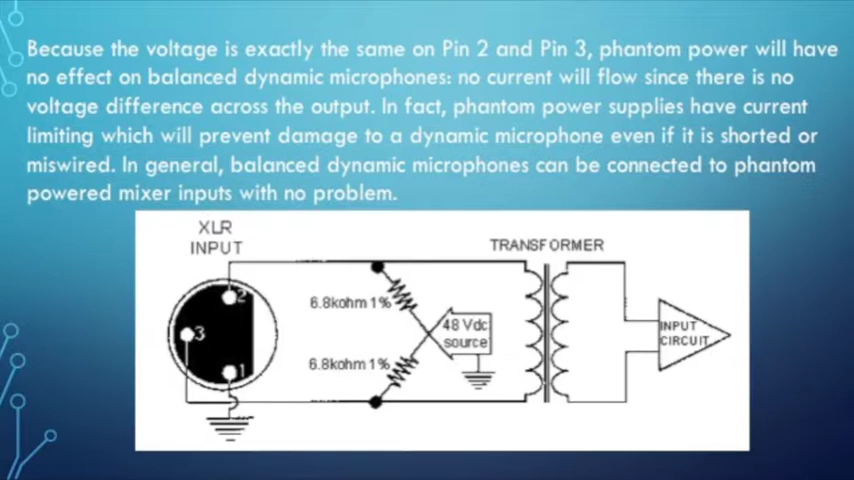 Because the voltage is exactly the same on Pin 2 and Pin 3, phantom power will have
no effect on balanced dynamic microphones: no current will flow since there is no
voltage difference across the output. In fact, phantom power supplies have current
limiting which will prevent damage to a dynamic microphone even if it is shorted or
miswired. In general, balanced dynamic microphones can be connected to phantom
powered mixer inputs with no problem.
XLR
INPUT
TRANSFORMER
2
3
1
6.8kohm 1%
6.8kohm 1%
48 Vdc
source
INPUT
CIRCUIT